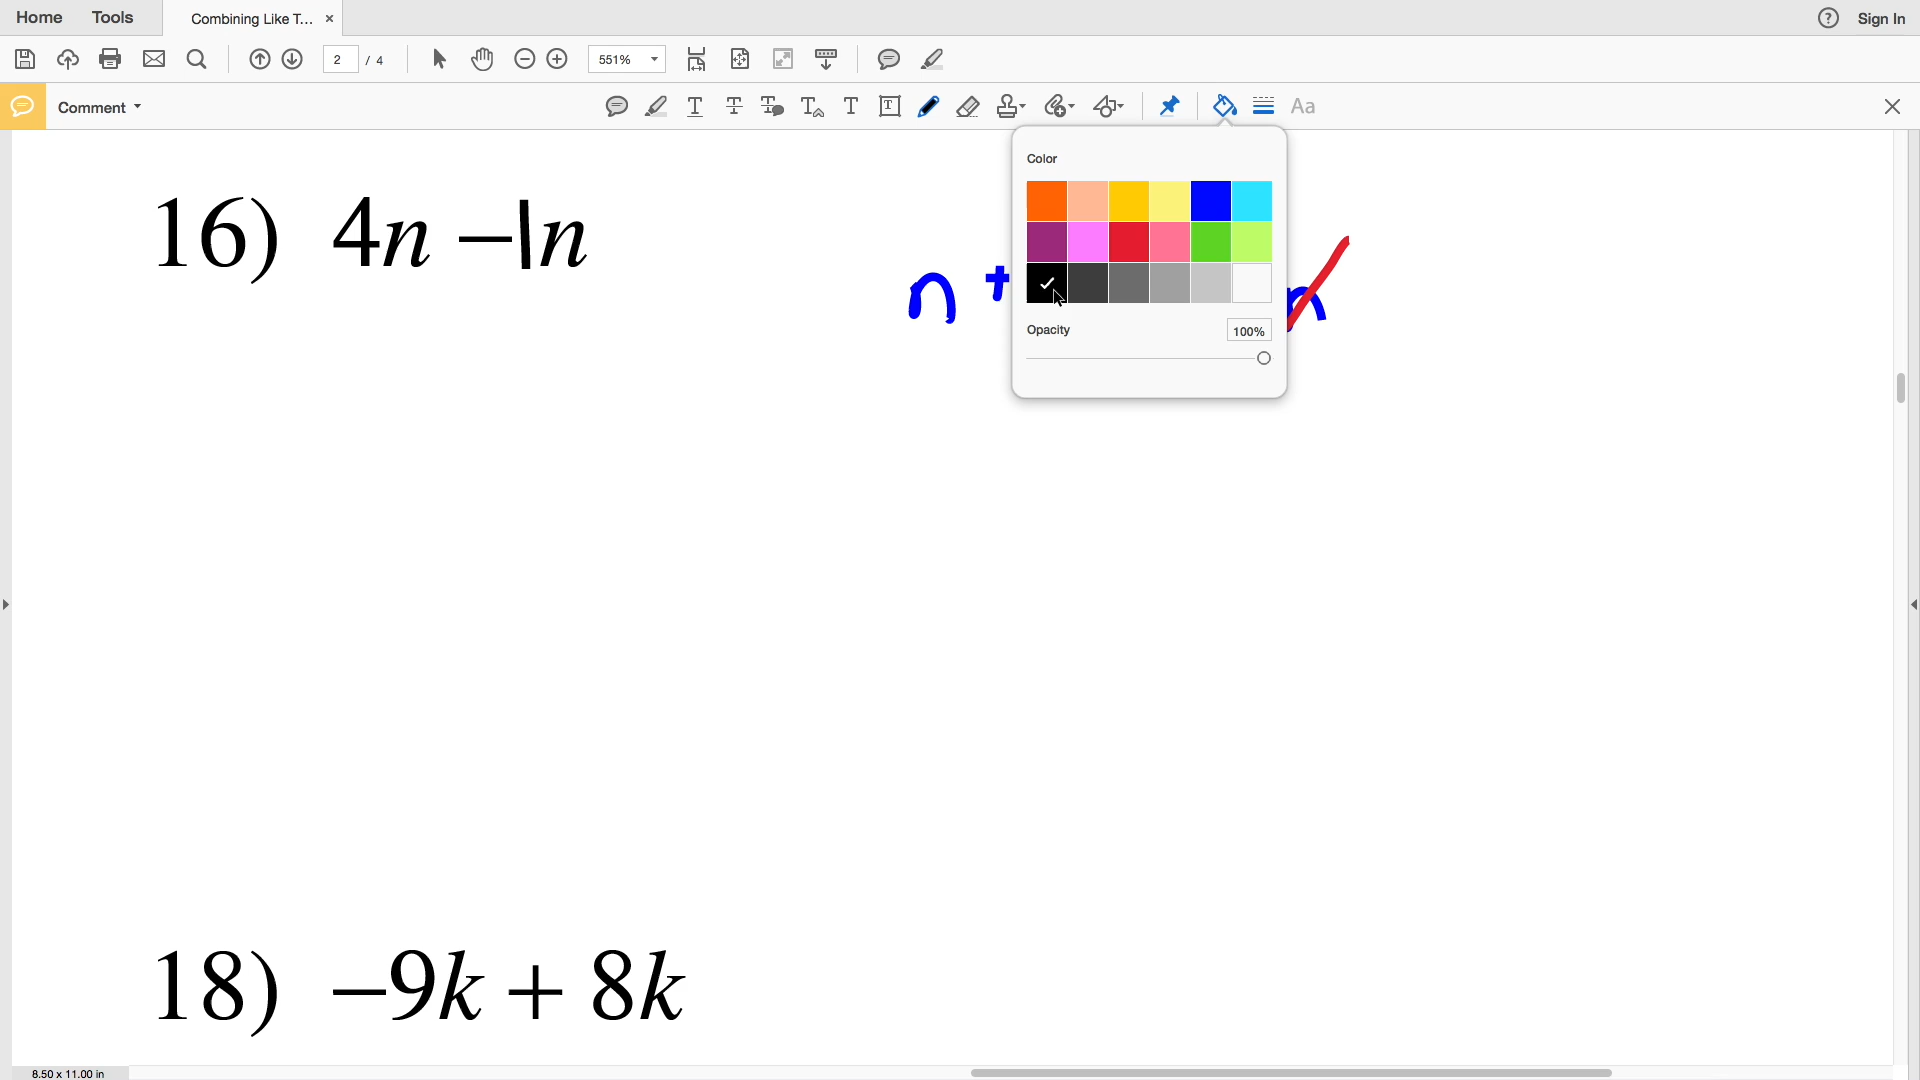 Home Tools Combining Like T... × ? Sign In
2 / 4 551%
Comment T T T T T T Aa
Color
16) 4n –|n
n + n
Opacity 100%
18) –9k + 8k
8.50 x 11.00 in